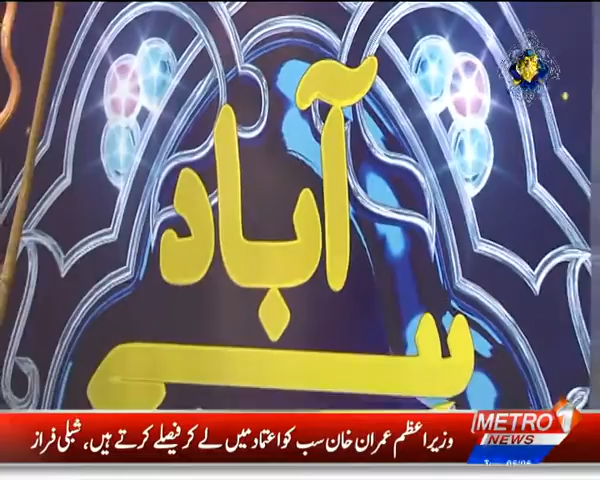 آباد
وزیراعظم عمران خان سب کو اعتماد میں لے کر فیصلے کرتے ہیں، شبلی فراز
METRO 1
NEWS